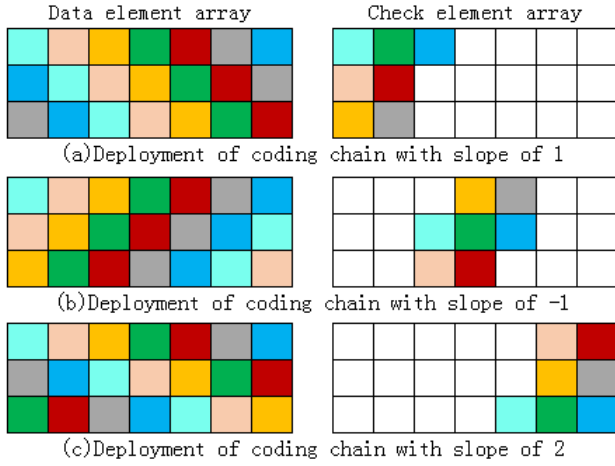 Data element array
Check element array
(a)Deployment of coding chain with slope of 1
(b)Deployment of coding chain with slope of -1
(c)Deployment of coding chain with slope of 2